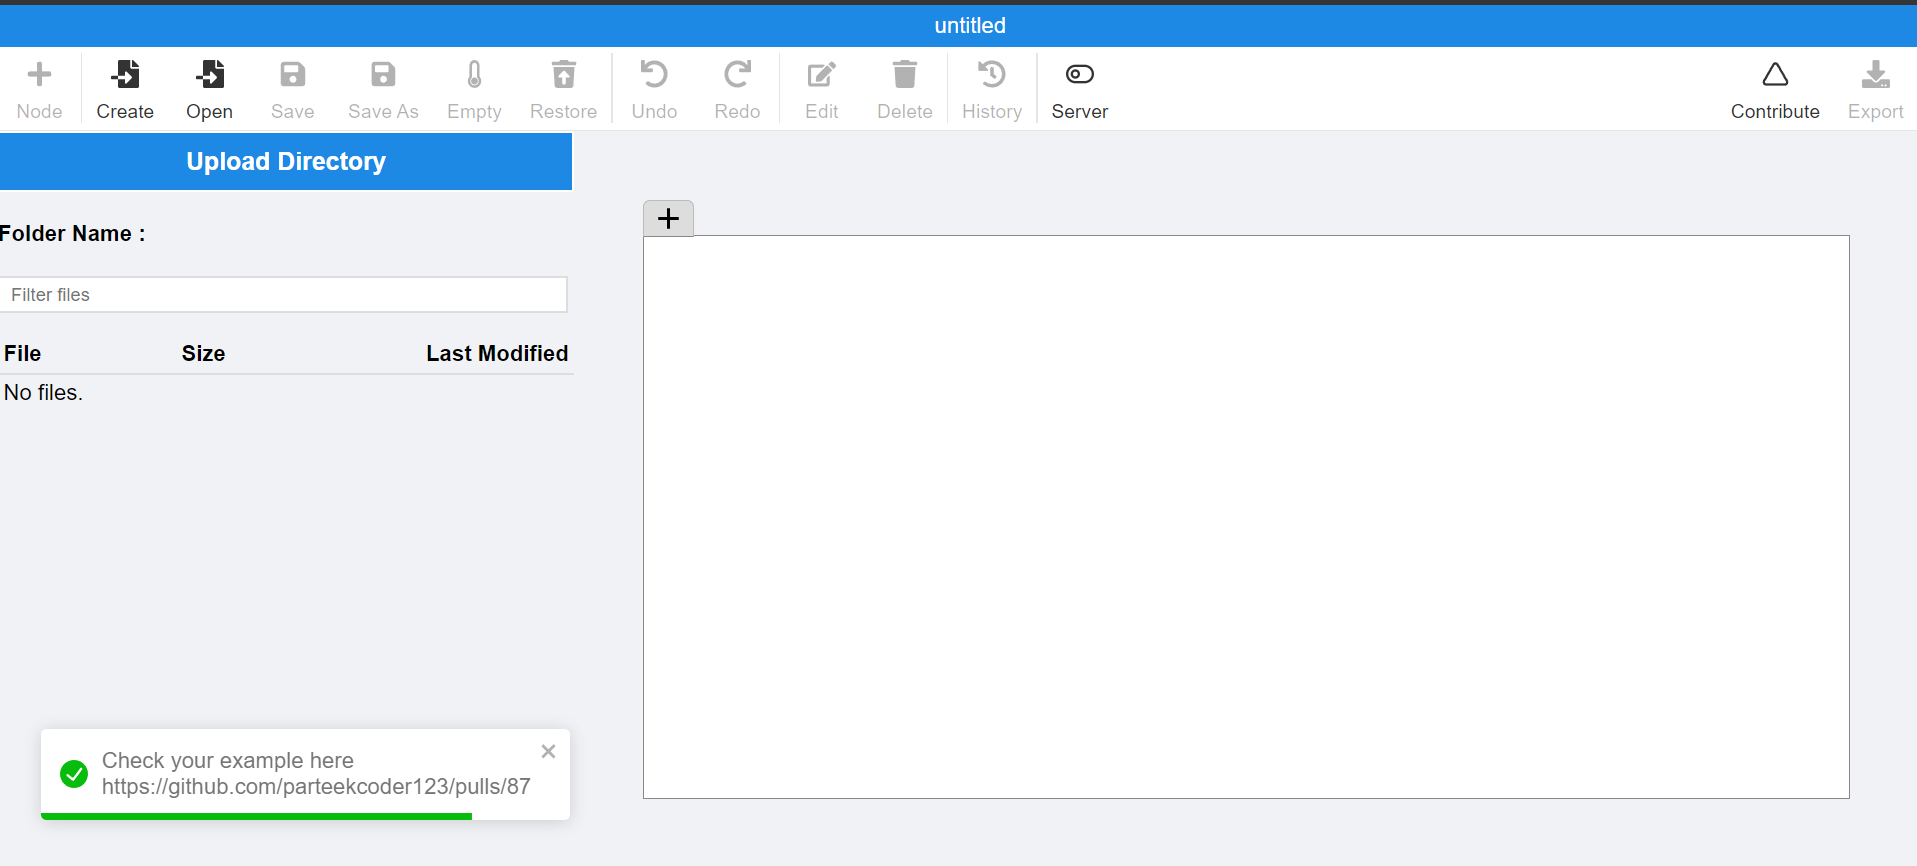 untitled
Node Create Open Save Save As Empty Restore Undo Redo Edit Delete History Server Contribute Export
Upload Directory
Folder Name :
Filter files
File Size Last Modified
No files.
Check your example here
https://github.com/parteekcoder123/pulls/87